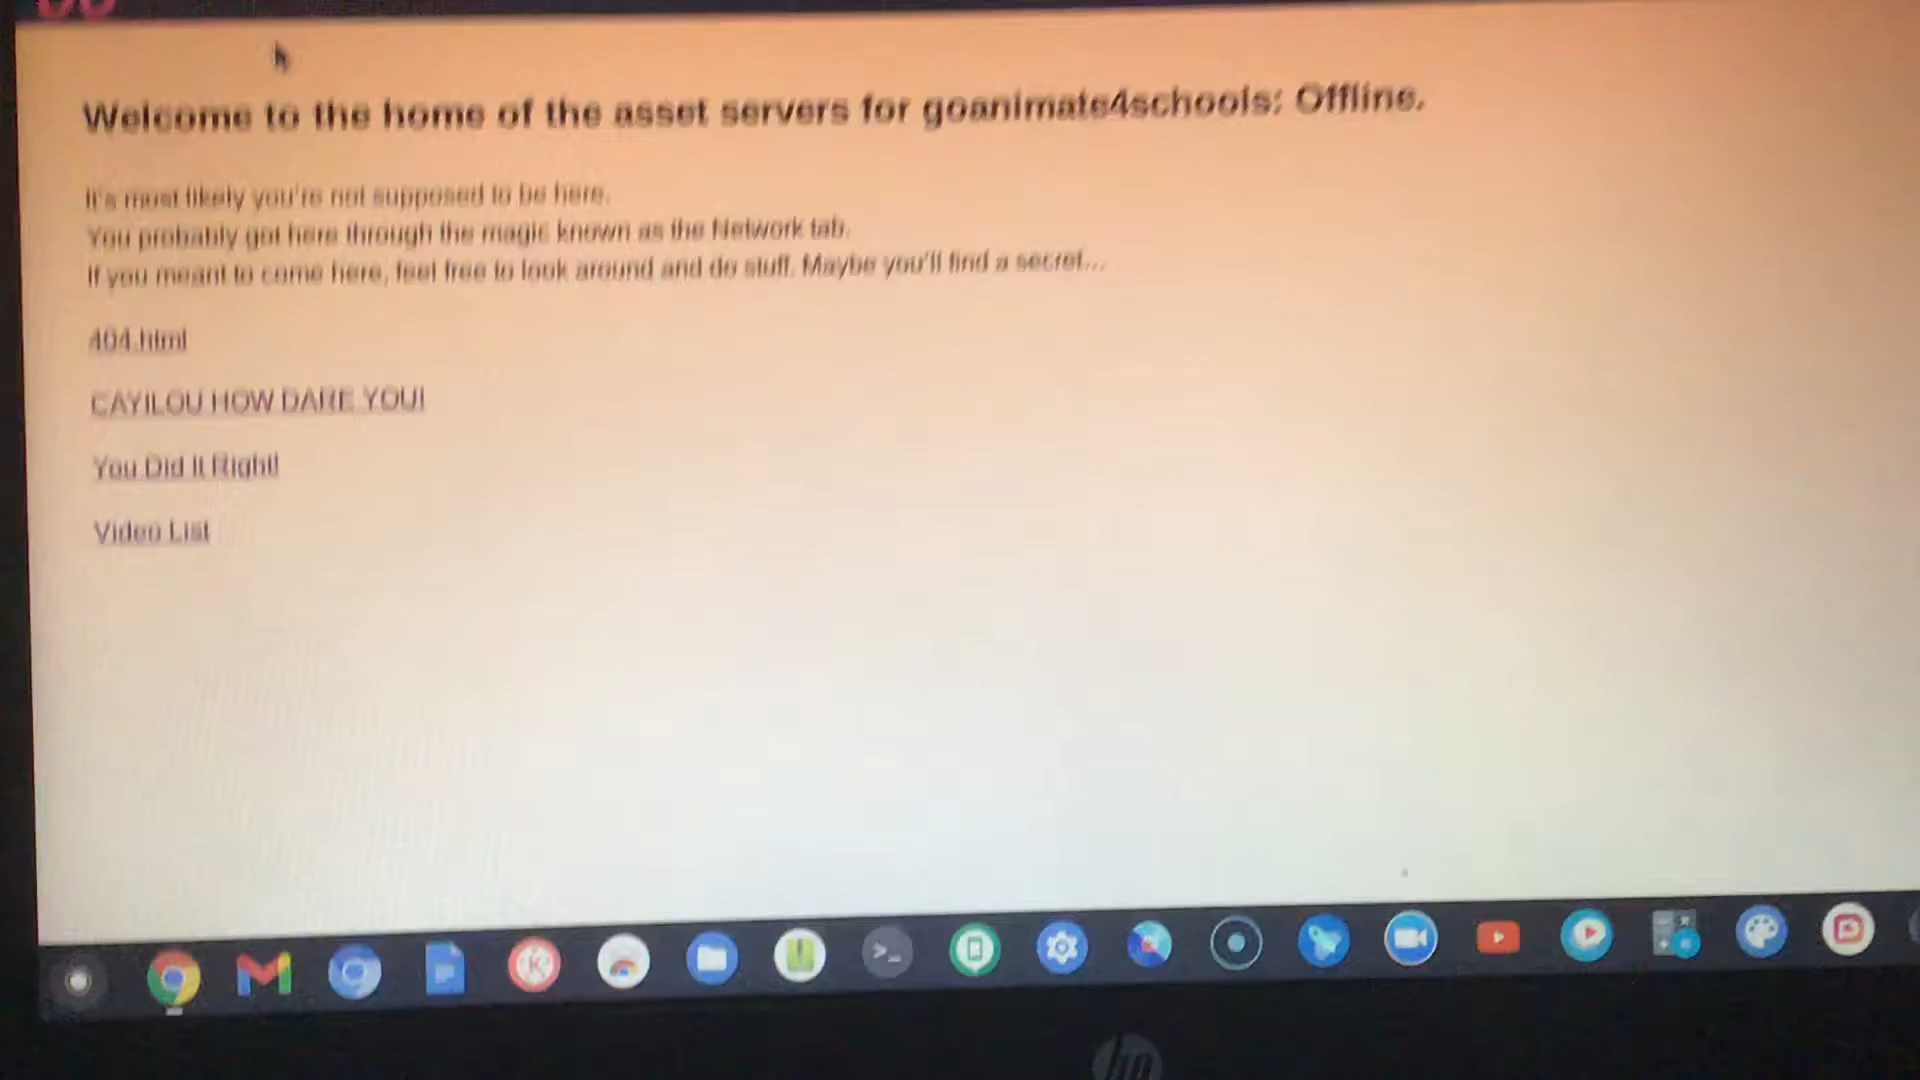 Welcome to the home of the asset servers for goanimate4schools: Offline.
It's most likely you're not supposed to be here.
You probably got here through the magic known as the Network tab.
If you meant to come here, feel free to look around and do stuff. Maybe you'll find a secret...
404.html
CAYILOU HOW DARE YOU!
You Did It Right!
Video List
hp